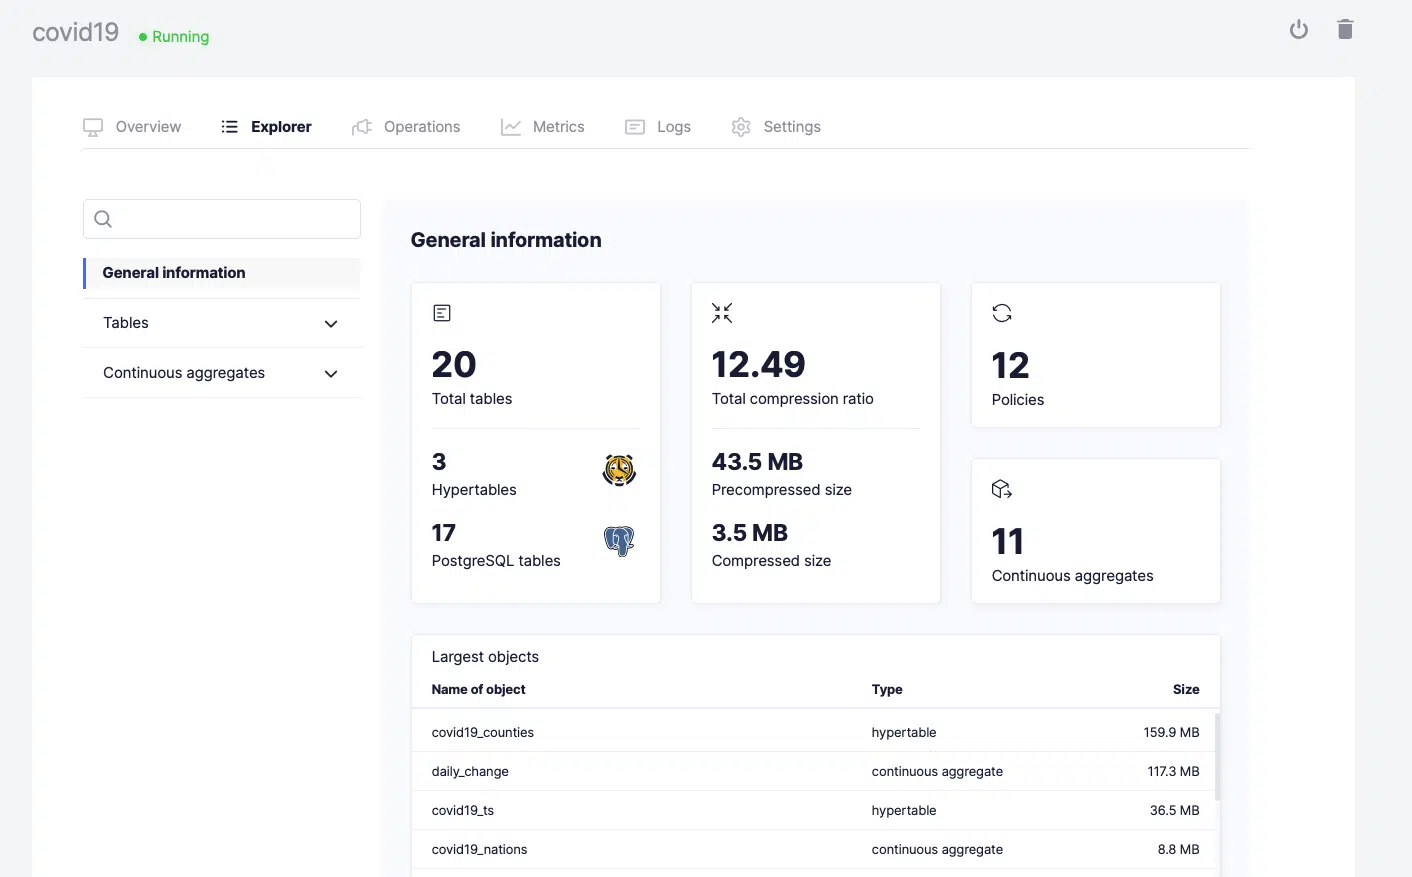 covid19
Running
Overview
Explorer
Operations
Metrics
Logs
Settings
General information
Tables
Continuous aggregates
General information
20
Total tables
3
Hypertables
17
PostgreSQL tables
12.49
Total compression ratio
43.5 MB
Precompressed size
3.5 MB
Compressed size
12
Policies
11
Continuous aggregates
Largest objects
Name of object Type Size
covid19_counties hypertable 159.9 MB
daily_change continuous aggregate 117.3 MB
covid19_ts hypertable 36.5 MB
covid19_nations continuous aggregate 8.8 MB